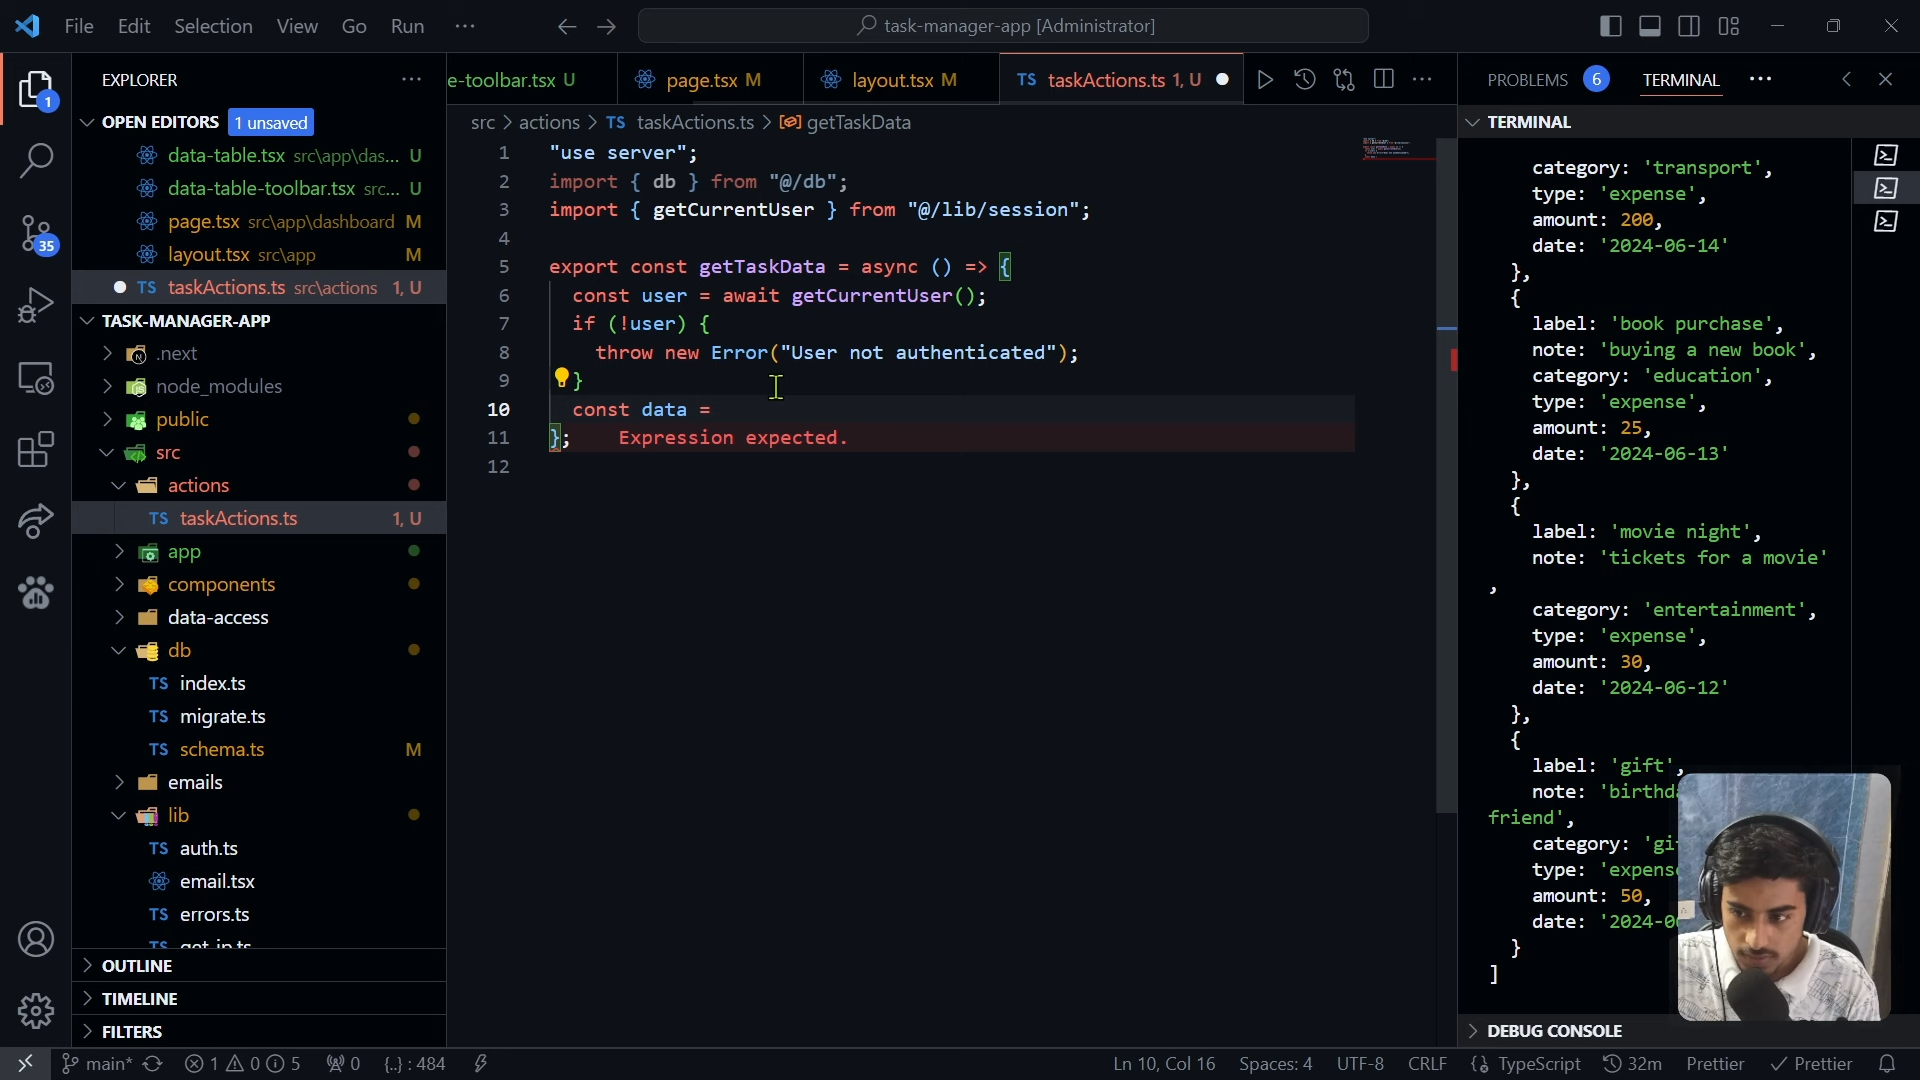 File Edit Selection View Go Run ···
task-manager-app [Administrator]
EXPLORER ···
OPEN EDITORS 1 unsaved
data-table.tsx src\app\das... U
data-table-toolbar.tsx src... U
page.tsx src\app\dashboard M
layout.tsx src\app M
TS taskActions.ts src\actions 1, U
TASK-MANAGER-APP
.next
node_modules
public
src
actions
TS taskActions.ts 1, U
app
components
data-access
db
TS index.ts
TS migrate.ts
TS schema.ts M
emails
lib
TS auth.ts
email.tsx
TS errors.ts
OUTLINE
TIMELINE
FILTERS
1
35
e-toolbar.tsx U page.tsx M layout.tsx M TS taskActions.ts 1, U
src > actions > TS taskActions.ts > getTaskData
1 "use server";
2 import { db } from "@/db";
3 import { getCurrentUser } from "@/lib/session";
4
5 export const getTaskData = async () => {
6 const user = await getCurrentUser();
7 if (!user) {
8 throw new Error("User not authenticated");
9 }
10 const data =
11 }; Expression expected.
12
PROBLEMS 6 TERMINAL ···
TERMINAL
category: 'transport',
type: 'expense',
amount: 200,
date: '2024-06-14'
},
{
label: 'book purchase',
note: 'buying a new book',
category: 'education',
type: 'expense',
amount: 25,
date: '2024-06-13'
},
{
label: 'movie night',
note: 'tickets for a movie'
,
category: 'entertainment',
type: 'expense',
amount: 30,
date: '2024-06-12'
},
{
label: 'gift',
note: 'birthd
friend',
category: 'gi
type: 'expens
amount: 50,
date: '2024-0
}
]
DEBUG CONSOLE
main* 1 0 5 0 {..} : 484 Ln 10, Col 16 Spaces: 4 UTF-8 CRLF TypeScript 32m Prettier Prettier